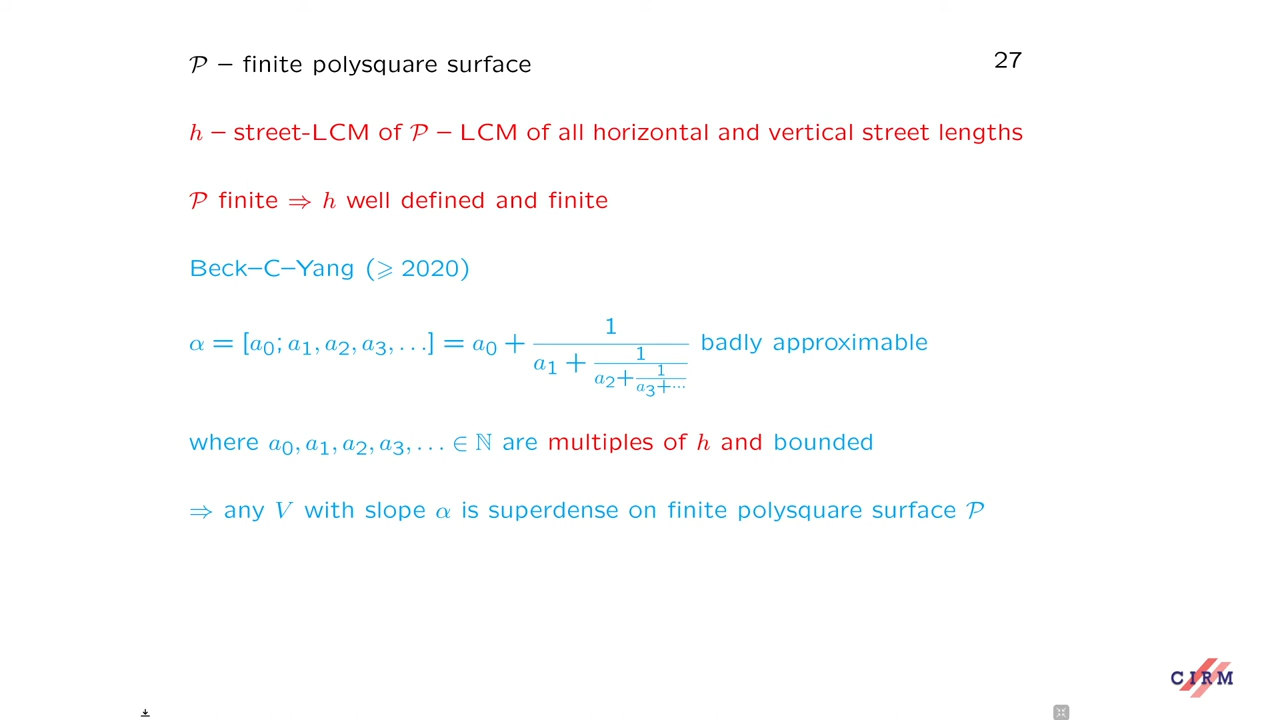 𝒫 – finite polysquare surface
27
h – street-LCM of 𝒫 – LCM of all horizontal and vertical street lengths
𝒫 finite ⇒ h well defined and finite
Beck–C–Yang (⩾ 2020)
α = [a₀; a₁, a₂, a₃, . . .] = a₀ + 1/(a₁ + 1/(a₂+1/(a₃+···))) badly approximable
where a₀, a₁, a₂, a₃, . . . ∈ ℕ are multiples of h and bounded
⇒ any V with slope α is superdense on finite polysquare surface 𝒫
CIRM